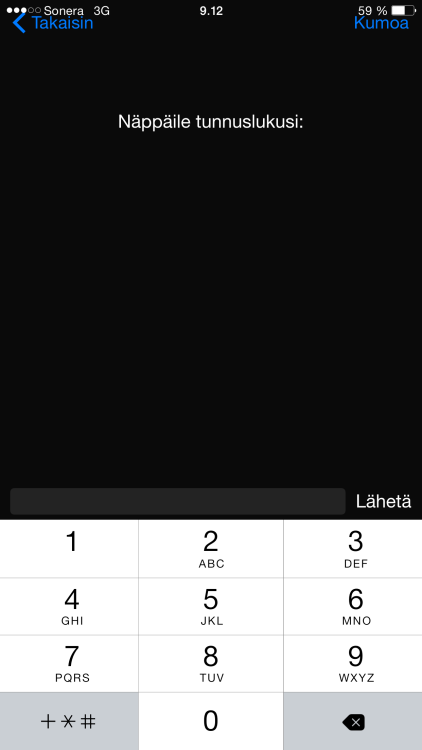 Sonera 3G 9.12 59 %
Takaisin Kumoa
Näppäile tunnuslukusi:
Lähetä
1 2 3
ABC DEF
4 5 6
GHI JKL MNO
7 8 9
PQRS TUV WXYZ
+*# 0